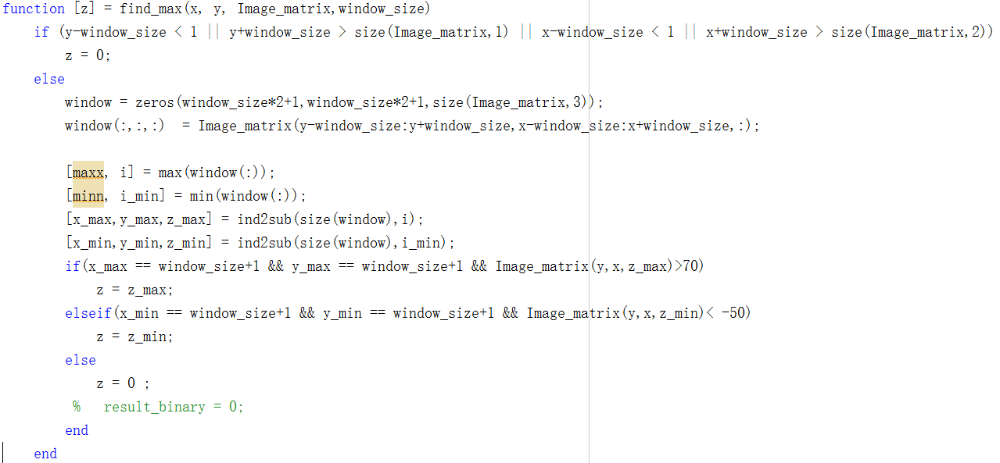 function [z] = find_max(x, y, Image_matrix,window_size)
    if (y-window_size < 1 || y+window_size > size(Image_matrix,1) || x-window_size < 1 || x+window_size > size(Image_matrix,2))
        z = 0;
    else
        window = zeros(window_size*2+1,window_size*2+1,size(Image_matrix,3));
        window(:,:,:)  = Image_matrix(y-window_size:y+window_size,x-window_size:x+window_size,:);

        [maxx, i] = max(window(:));
        [minn, i_min] = min(window(:));
        [x_max,y_max,z_max] = ind2sub(size(window),i);
        [x_min,y_min,z_min] = ind2sub(size(window),i_min);
        if(x_max == window_size+1 && y_max == window_size+1 && Image_matrix(y,x,z_max)>70)
            z = z_max;
        elseif(x_min == window_size+1 && y_min == window_size+1 && Image_matrix(y,x,z_min)< -50)
            z = z_min;
        else
            z = 0 ;
         %   result_binary = 0;
        end
    end